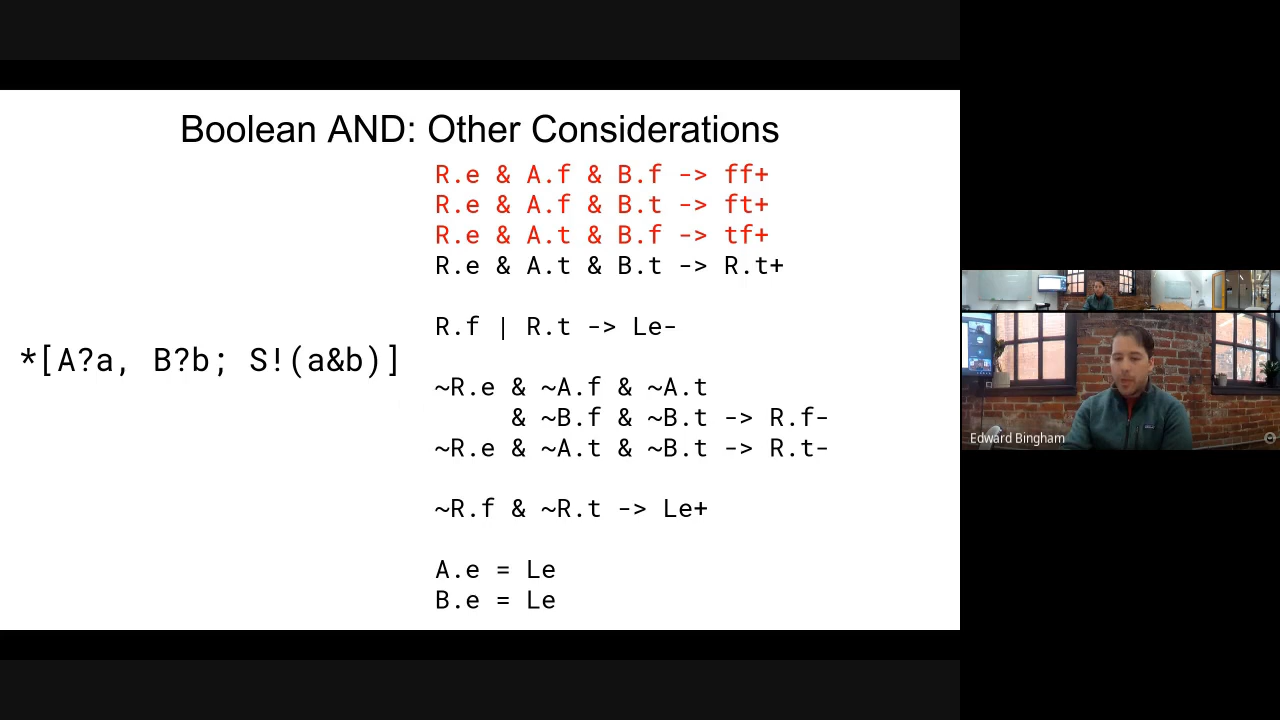 Boolean AND: Other Considerations
R.e & A.f & B.f -> ff+
R.e & A.f & B.t -> ft+
R.e & A.t & B.f -> tf+
R.e & A.t & B.t -> R.t+
R.f | R.t -> Le-
*[A?a, B?b; S!(a&b)]
~R.e & ~A.f & ~A.t
& ~B.f & ~B.t -> R.f-
~R.e & ~A.t & ~B.t -> R.t-
~R.f & ~R.t -> Le+
A.e = Le
B.e = Le
Edward Bingham